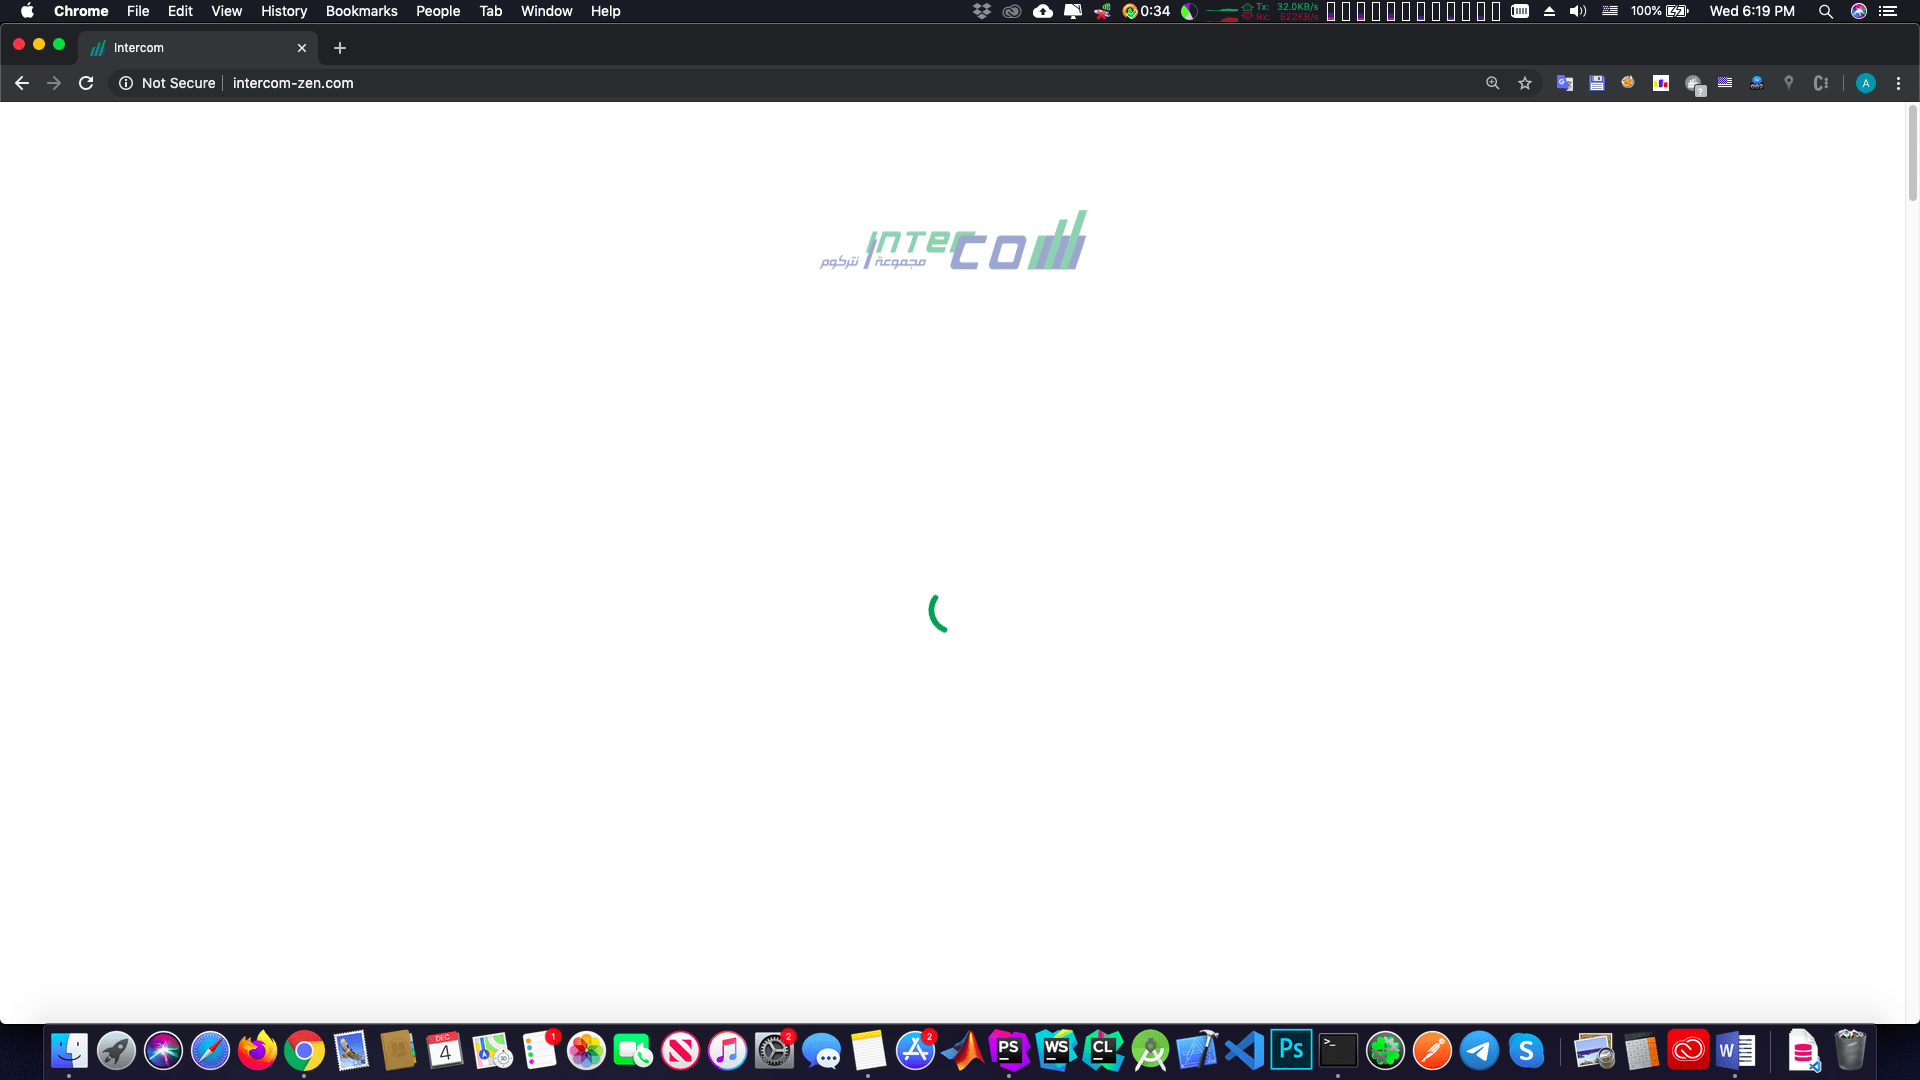 Chrome File Edit View History Bookmarks People Tab Window Help
0:34 Tx: 32.0KB/s Rx: 622KB/s 100% Wed 6:19 PM
Intercom
Not Secure intercom-zen.com A
intercom
مجموعة نتركوم
DEC
4
1
2
2
PS WS CL Ps >_ S W